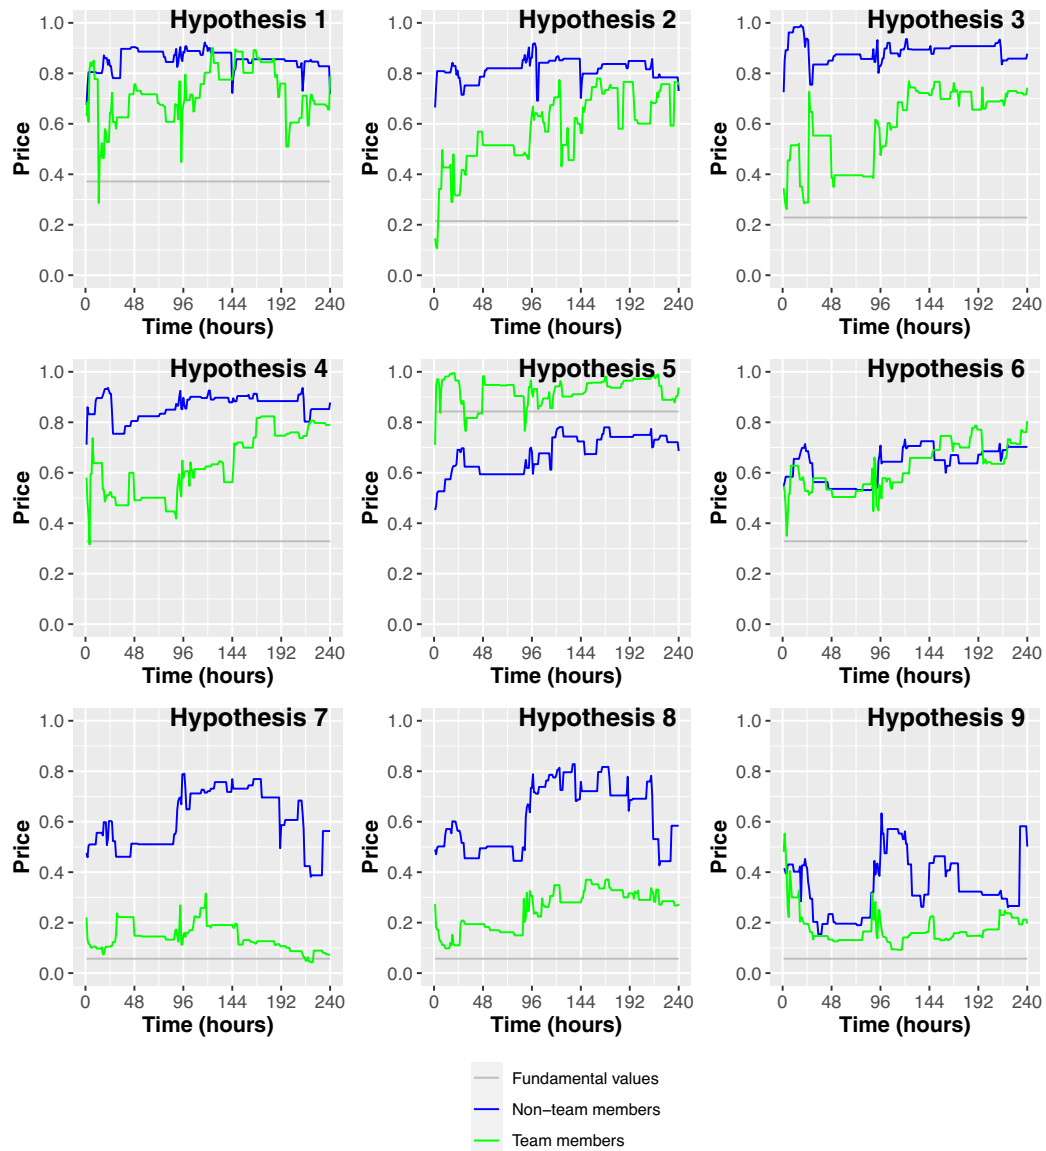 Hypothesis 1
Hypothesis 2
Hypothesis 3
1.0
0.8
0.6
0.4
0.2
0.0
Price
0 48 96 144 192 240
Time (hours)
1.0
0.8
0.6
0.4
0.2
0.0
Price
0 48 96 144 192 240
Time (hours)
1.0
0.8
0.6
0.4
0.2
0.0
Price
0 48 96 144 192 240
Time (hours)
Hypothesis 4
Hypothesis 5
Hypothesis 6
1.0
0.8
0.6
0.4
0.2
0.0
Price
0 48 96 144 192 240
Time (hours)
1.0
0.8
0.6
0.4
0.2
0.0
Price
0 48 96 144 192 240
Time (hours)
1.0
0.8
0.6
0.4
0.2
0.0
Price
0 48 96 144 192 240
Time (hours)
Hypothesis 7
Hypothesis 8
Hypothesis 9
1.0
0.8
0.6
0.4
0.2
0.0
Price
0 48 96 144 192 240
Time (hours)
1.0
0.8
0.6
0.4
0.2
0.0
Price
0 48 96 144 192 240
Time (hours)
1.0
0.8
0.6
0.4
0.2
0.0
Price
0 48 96 144 192 240
Time (hours)
Fundamental values
Non−team members
Team members